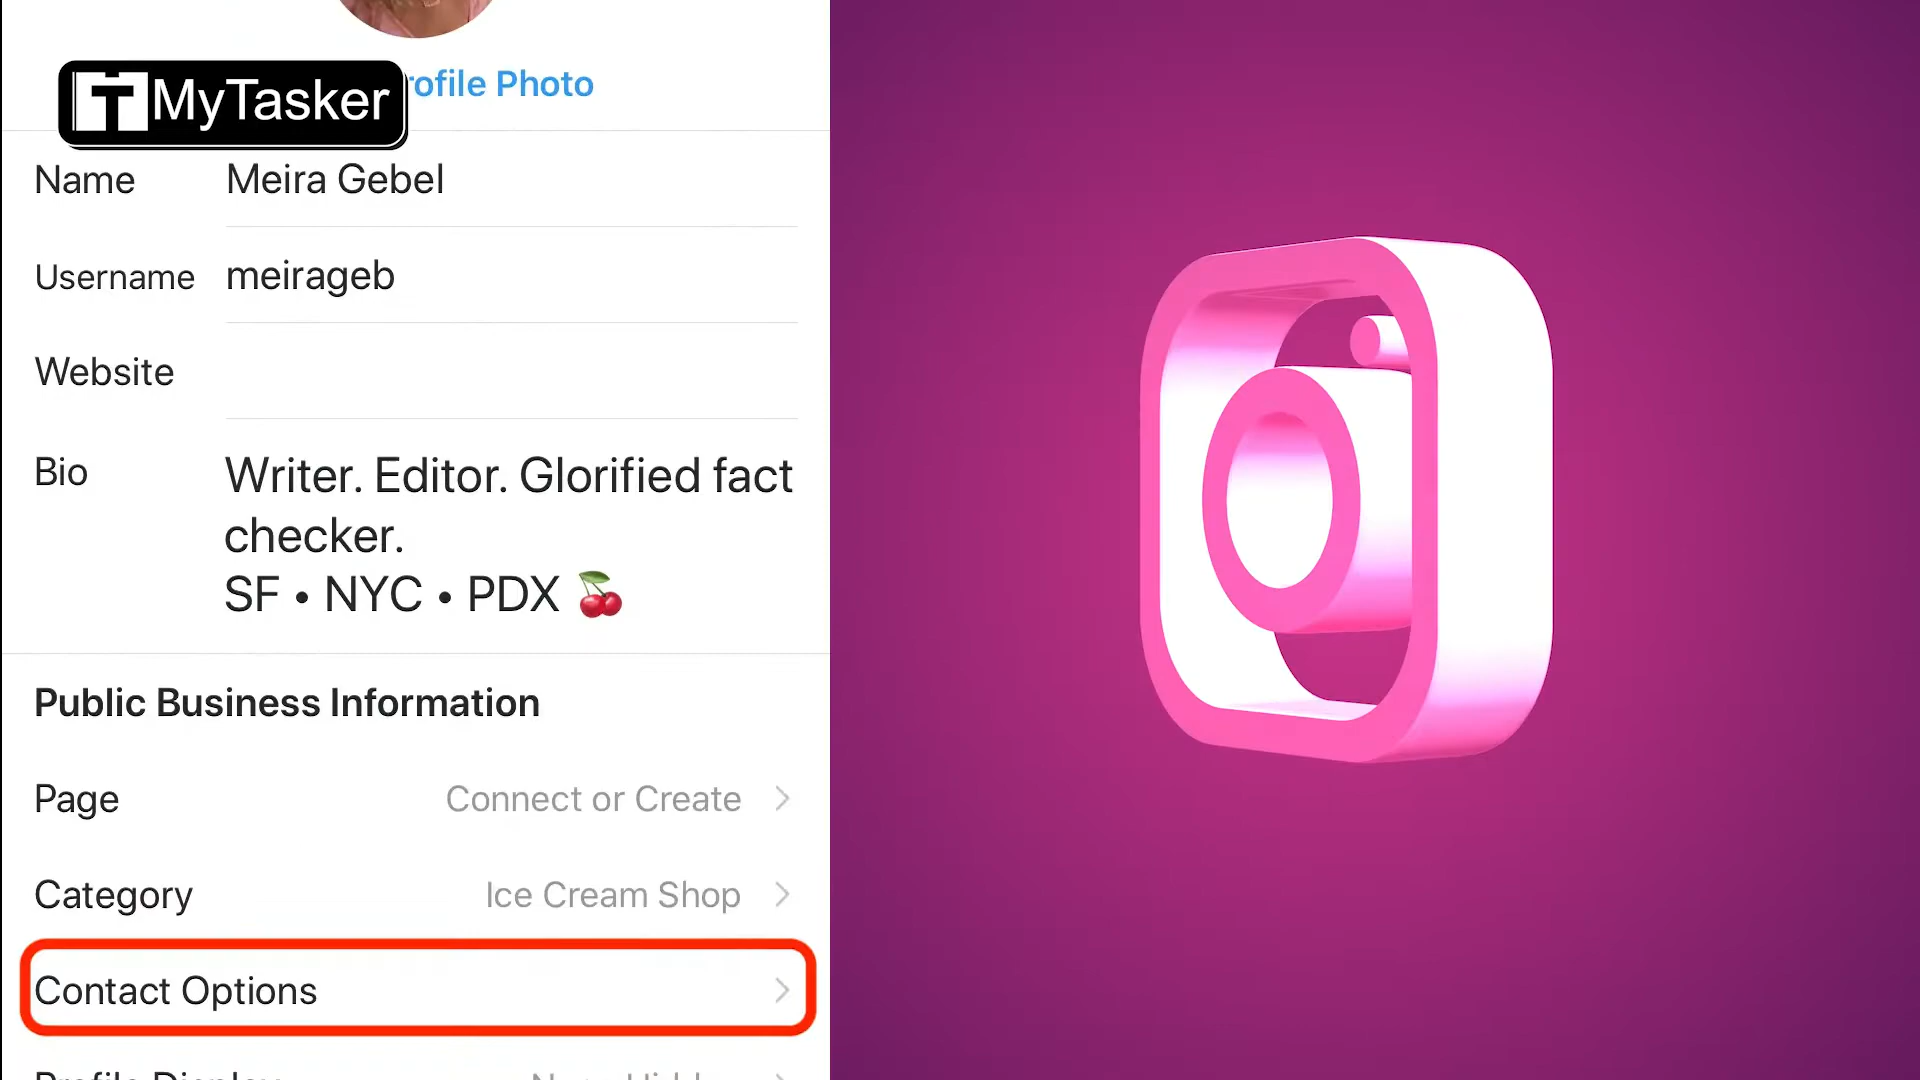 rofile Photo
MyTasker
Name Meira Gebel
Username meirageb
Website
Bio Writer. Editor. Glorified fact
checker.
SF • NYC • PDX 🍒
Public Business Information
Page Connect or Create
Category Ice Cream Shop
Contact Options